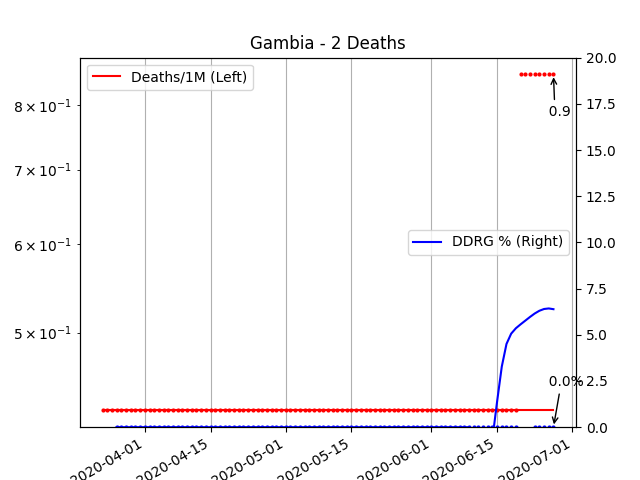 Gambia - 2 Deaths
Deaths/1M (Left)
DDRG % (Right)
0.9
0.0%
8 × 10⁻¹
7 × 10⁻¹
6 × 10⁻¹
5 × 10⁻¹
20.0
17.5
15.0
12.5
10.0
7.5
5.0
2.5
0.0
2020-04-01
2020-04-15
2020-05-01
2020-05-15
2020-06-01
2020-06-15
2020-07-01